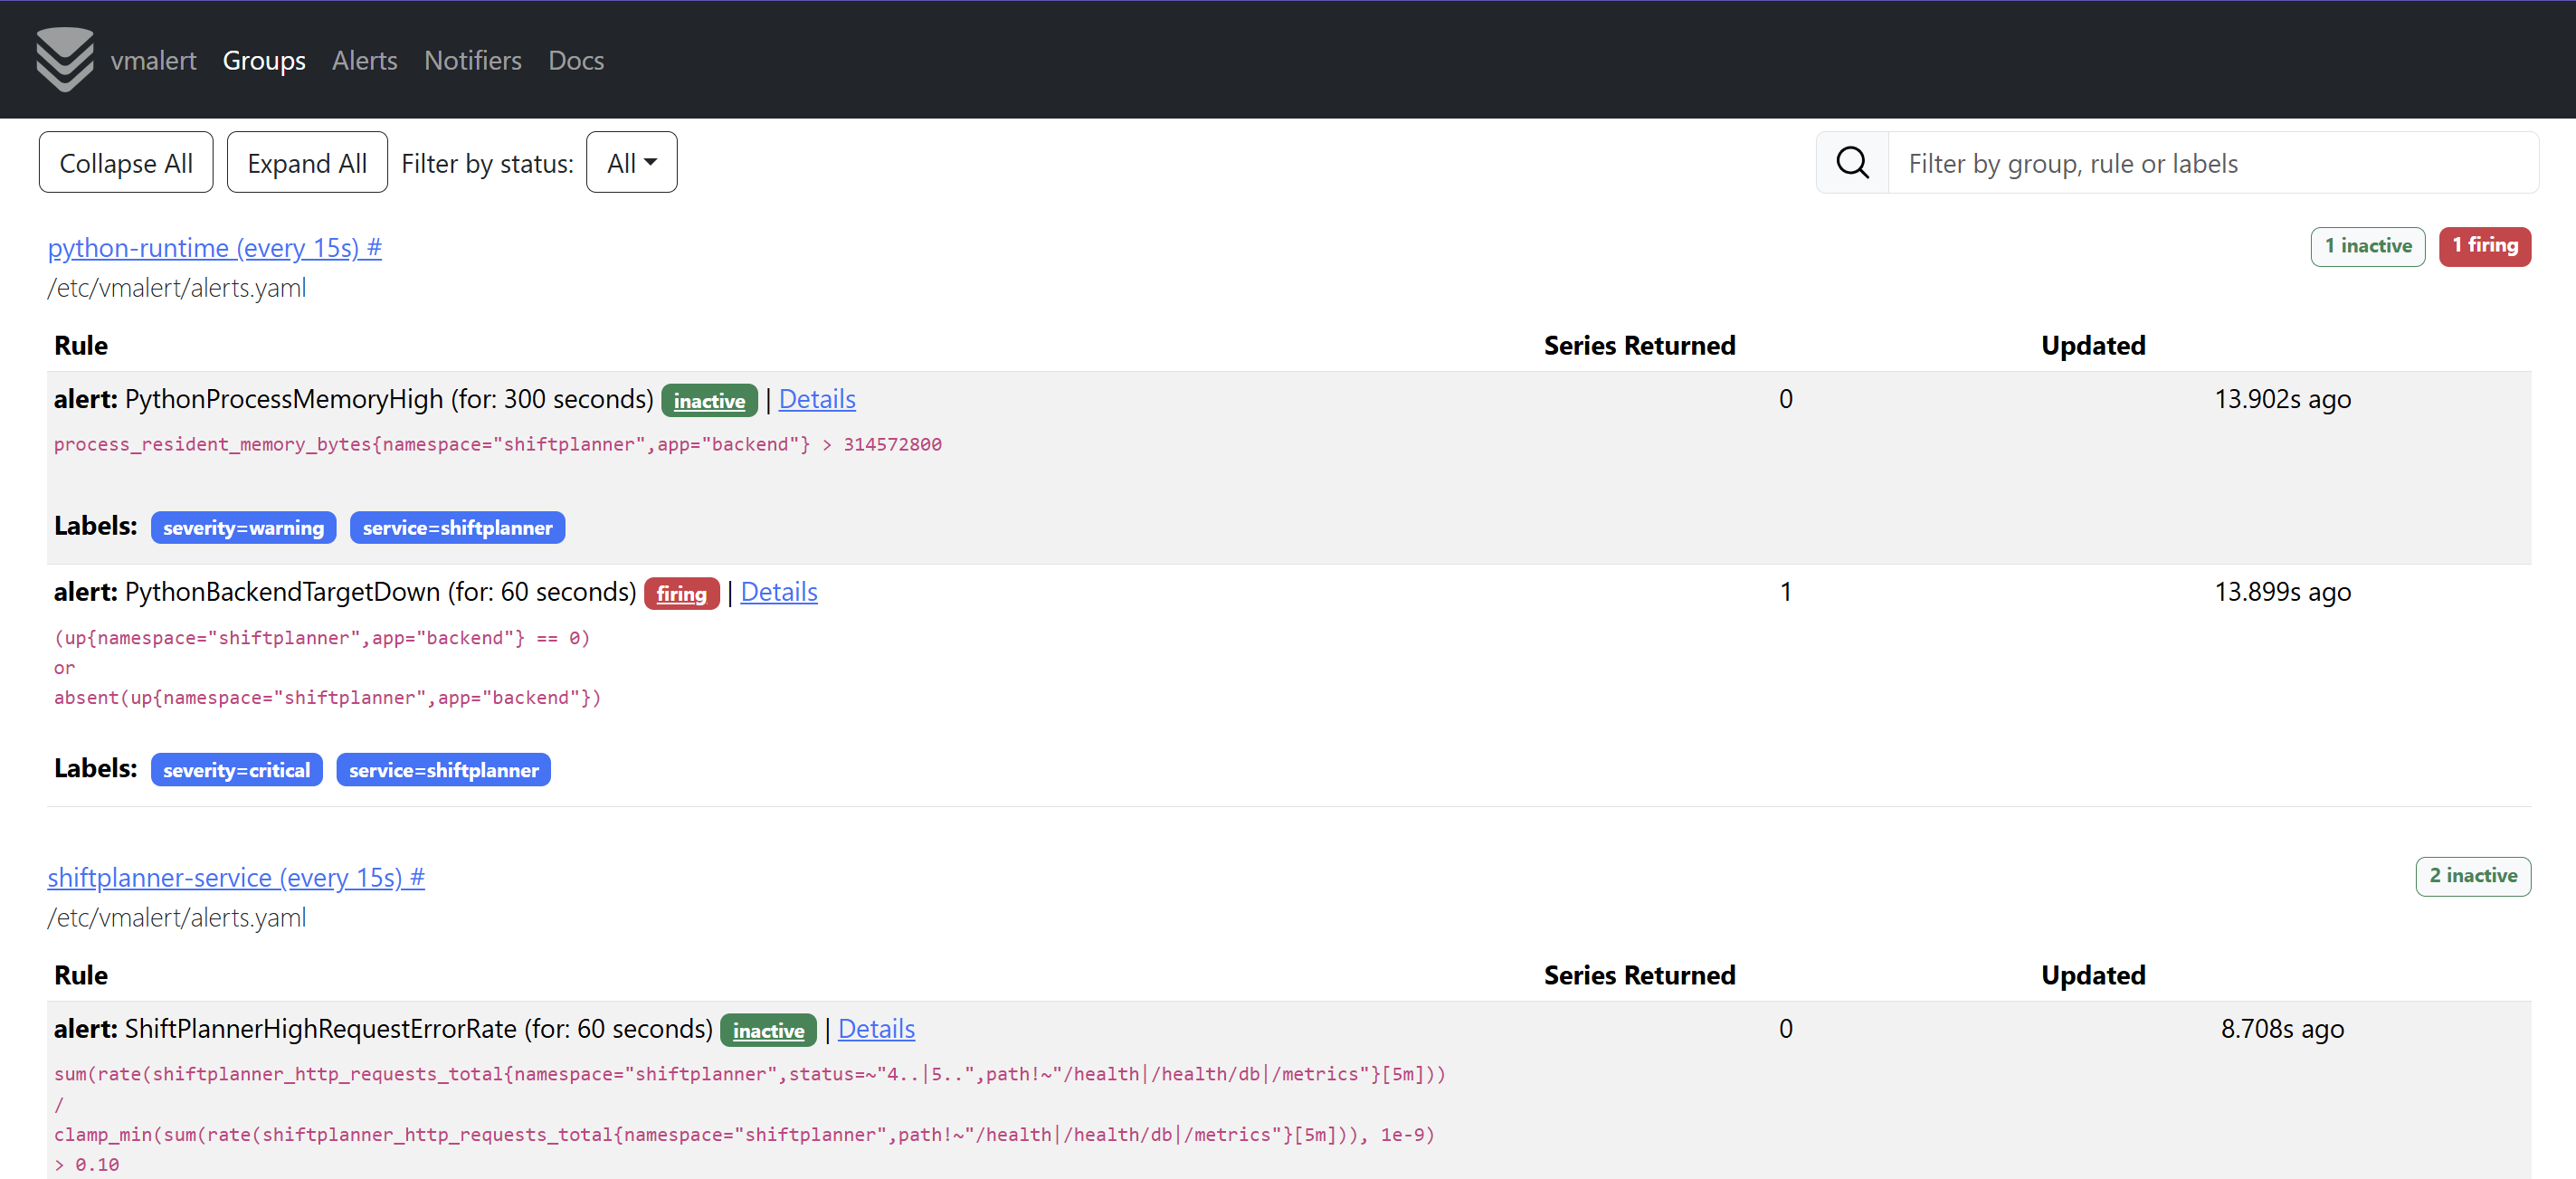 vmalert Groups Alerts Notifiers Docs
Collapse All Expand All Filter by status: All Filter by group, rule or labels
python-runtime (every 15s) # 1 inactive 1 firing
/etc/vmalert/alerts.yaml
Rule Series Returned Updated
alert: PythonProcessMemoryHigh (for: 300 seconds) inactive | Details 0 13.902s ago
process_resident_memory_bytes{namespace="shiftplanner",app="backend"} > 314572800
Labels: severity=warning service=shiftplanner
alert: PythonBackendTargetDown (for: 60 seconds) firing | Details 1 13.899s ago
(up{namespace="shiftplanner",app="backend"} == 0)
or
absent(up{namespace="shiftplanner",app="backend"})
Labels: severity=critical service=shiftplanner
shiftplanner-service (every 15s) # 2 inactive
/etc/vmalert/alerts.yaml
Rule Series Returned Updated
alert: ShiftPlannerHighRequestErrorRate (for: 60 seconds) inactive | Details 0 8.708s ago
sum(rate(shiftplanner_http_requests_total{namespace="shiftplanner",status=~"4..|5..",path!~"/health|/health/db|/metrics"}[5m]))
/
clamp_min(sum(rate(shiftplanner_http_requests_total{namespace="shiftplanner",path!~"/health|/health/db|/metrics"}[5m])), 1e-9)
> 0.10